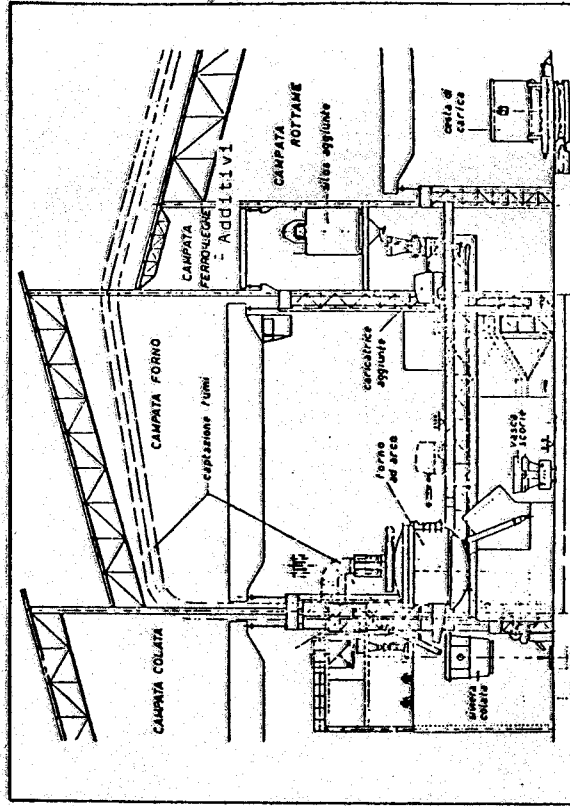 CAMPATA COLATA
CAMPATA FORNO
captazione fumi
CAMPATA
FERROLEGHE
- Additivi
CAMPATA
ROTTAME
silos aggiunte
caricatrice
aggiunte
forno
ad arco
vasca
scorie
siviera
colata
cesta di
carica